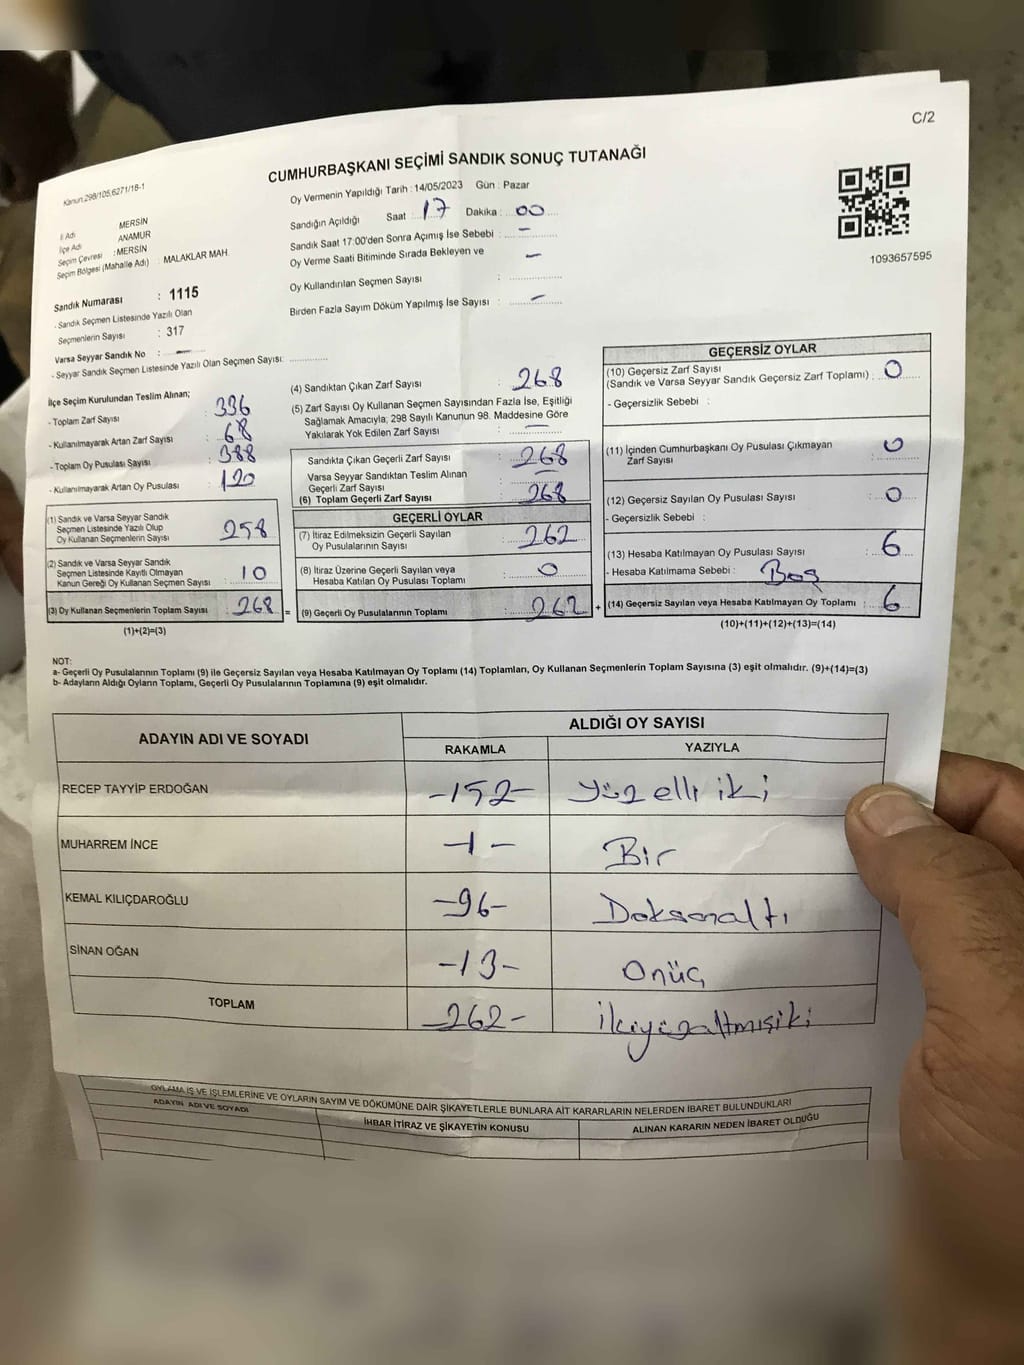 C/2
CUMHURBAŞKANI SEÇİMİ SANDIK SONUÇ TUTANAĞI
Kanun:298/105,6271/16-1
Oy Vermenin Yapıldığı Tarih : 14/05/2023 Gün : Pazar
İl Adı MERSİN
İlçe Adı ANAMUR
Seçim Çevresi : MERSİN
Seçim Bölgesi (Mahalle Adı) : MALAKLAR MAH.
Sandığın Açıldığı Saat : 17 Dakika : 00
Sandık Saat 17:00'den Sonra Açımış İse Sebebi : -
Oy Verme Saati Bitiminde Sırada Bekleyen ve -
Oy Kullandırılan Seçmen Sayısı :
Birden Fazla Sayım Döküm Yapılmış İse Sayısı : -
1093657595
Sandık Numarası : 1115
- Sandık Seçmen Listesinde Yazılı Olan
Seçmenlerin Sayısı : 317
Varsa Seyyar Sandık No : -
- Seyyar Sandık Seçmen Listesinde Yazılı Olan Seçmen Sayısı:
İlçe Seçim Kurulundan Teslim Alınan;
- Toplam Zarf Sayısı : 336
- Kullanılmayarak Artan Zarf Sayısı : 68
- Toplam Oy Pusulası Sayısı : 388
- Kullanılmayarak Artan Oy Pusulası : 120
(1) Sandık ve Varsa Seyyar Sandık
Seçmen Listesinde Yazılı Olup
Oy Kullanan Seçmenlerin Sayısı : 258
(2) Sandık ve Varsa Seyyar Sandık
Seçmen Listesinde Kayıtlı Olmayan
Kanun Gereği Oy Kullanan Seçmen Sayısı : 10
(3) Oy Kullanan Seçmenlerin Toplam Sayısı : 268 =
(1)+(2)=(3)
(4) Sandıktan Çıkan Zarf Sayısı : 268
(5) Zarf Sayısı Oy Kullanan Seçmen Sayısından Fazla İse, Eşitliği
Sağlamak Amacıyla, 298 Sayılı Kanunun 98. Maddesine Göre
Yakılarak Yok Edilen Zarf Sayısı : -
Sandıkta Çıkan Geçerli Zarf Sayısı : 268
Varsa Seyyar Sandıktan Teslim Alınan
Geçerli Zarf Sayısı : -
(6) Toplam Geçerli Zarf Sayısı : 268
GEÇERLİ OYLAR
(7) İtiraz Edilmeksizin Geçerli Sayılan
Oy Pusulalarının Sayısı : 262
(8) İtiraz Üzerine Geçerli Sayılan veya
Hesaba Katılan Oy Pusulası Toplamı : 0
(9) Geçerli Oy Pusulalarının Toplamı : 262 +
GEÇERSİZ OYLAR
(10) Geçersiz Zarf Sayısı
(Sandık ve Varsa Seyyar Sandık Geçersiz Zarf Toplamı) : 0
- Geçersizlik Sebebi :
(11) İçinden Cumhurbaşkanı Oy Pusulası Çıkmayan
Zarf Sayısı : 0
(12) Geçersiz Sayılan Oy Pusulası Sayısı : 0
- Geçersizlik Sebebi :
(13) Hesaba Katılmayan Oy Pusulası Sayısı : 6
- Hesaba Katılmama Sebebi : Boş
(14) Geçersiz Sayılan veya Hesaba Katılmayan Oy Toplamı : 6
(10)+(11)+(12)+(13)=(14)
NOT:
a- Geçerli Oy Pusulalarının Toplamı (9) ile Geçersiz Sayılan veya Hesaba Katılmayan Oy Toplamı (14) Toplamları, Oy Kullanan Seçmenlerin Toplam Sayısına (3) eşit olmalıdır. (9)+(14)=(3)
b- Adayların Aldığı Oyların Toplamı, Geçerli Oy Pusulalarının Toplamına (9) eşit olmalıdır.
ADAYIN ADI VE SOYADI ALDIĞI OY SAYISI
RAKAMLA YAZIYLA
RECEP TAYYİP ERDOĞAN -152- Yüz elli iki
MUHARREM İNCE -1- Bir
KEMAL KILIÇDAROĞLU -96- Doksanaltı
SİNAN OĞAN -13- Onüç
TOPLAM -262- İkiyüzaltmışiki
OYLAMA İŞ VE İŞLEMLERİNE VE OYLARIN SAYIM VE DÖKÜMÜNE DAİR ŞİKAYETLERLE BUNLARA AİT KARARLARIN NELERDEN İBARET BULUNDUKLARI
ADAYIN ADI VE SOYADI İHBAR İTİRAZ VE ŞİKAYETİN KONUSU ALINAN KARARIN NEDEN İBARET OLDUĞU